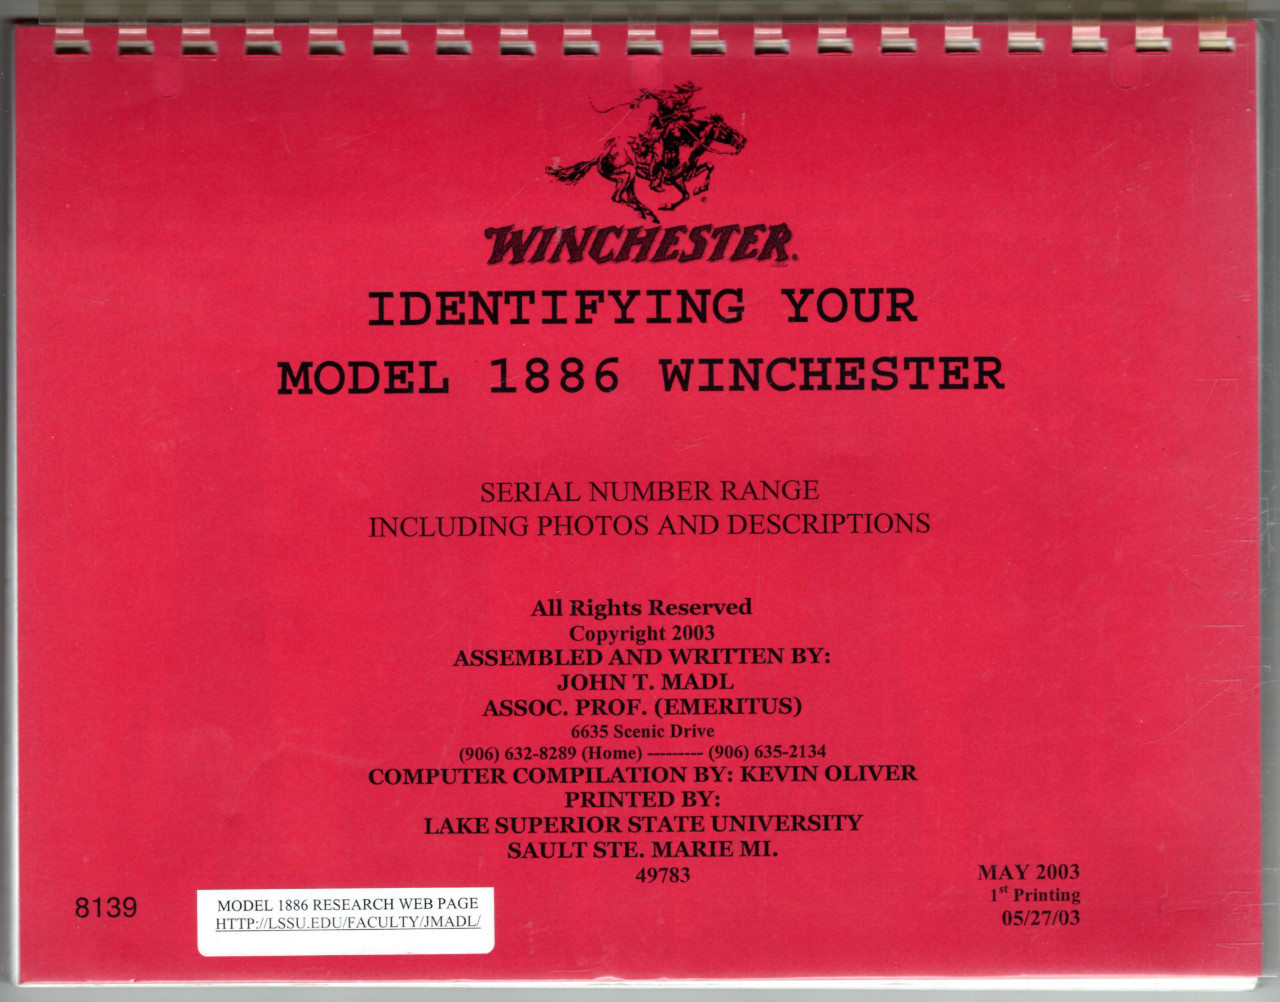 WINCHESTER.
IDENTIFYING YOUR
MODEL 1886 WINCHESTER
SERIAL NUMBER RANGE
INCLUDING PHOTOS AND DESCRIPTIONS
All Rights Reserved
Copyright 2003
ASSEMBLED AND WRITTEN BY:
JOHN T. MADL
ASSOC. PROF. (EMERITUS)
6635 Scenic Drive
(906) 632-8289 (Home) --------- (906) 635-2134
COMPUTER COMPILATION BY: KEVIN OLIVER
PRINTED BY:
LAKE SUPERIOR STATE UNIVERSITY
SAULT STE. MARIE MI.
49783
MAY 2003
1st Printing
05/27/03
8139
MODEL 1886 RESEARCH WEB PAGE
HTTP://LSSU.EDU/FACULTY/JMADL/